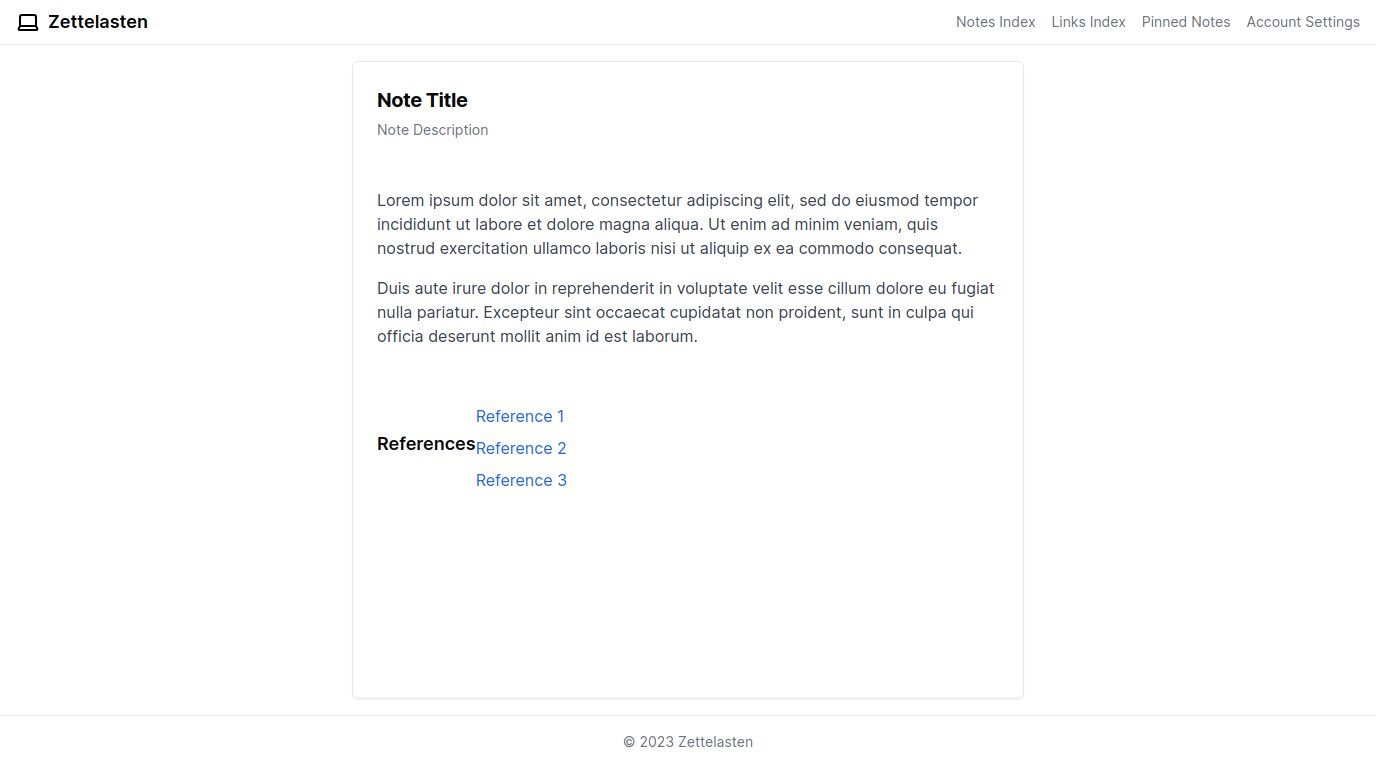 Zettelasten
Notes Index Links Index Pinned Notes Account Settings
Note Title
Note Description
Lorem ipsum dolor sit amet, consectetur adipiscing elit, sed do eiusmod tempor
incididunt ut labore et dolore magna aliqua. Ut enim ad minim veniam, quis
nostrud exercitation ullamco laboris nisi ut aliquip ex ea commodo consequat.
Duis aute irure dolor in reprehenderit in voluptate velit esse cillum dolore eu fugiat
nulla pariatur. Excepteur sint occaecat cupidatat non proident, sunt in culpa qui
officia deserunt mollit anim id est laborum.
References
Reference 1
Reference 2
Reference 3
© 2023 Zettelasten